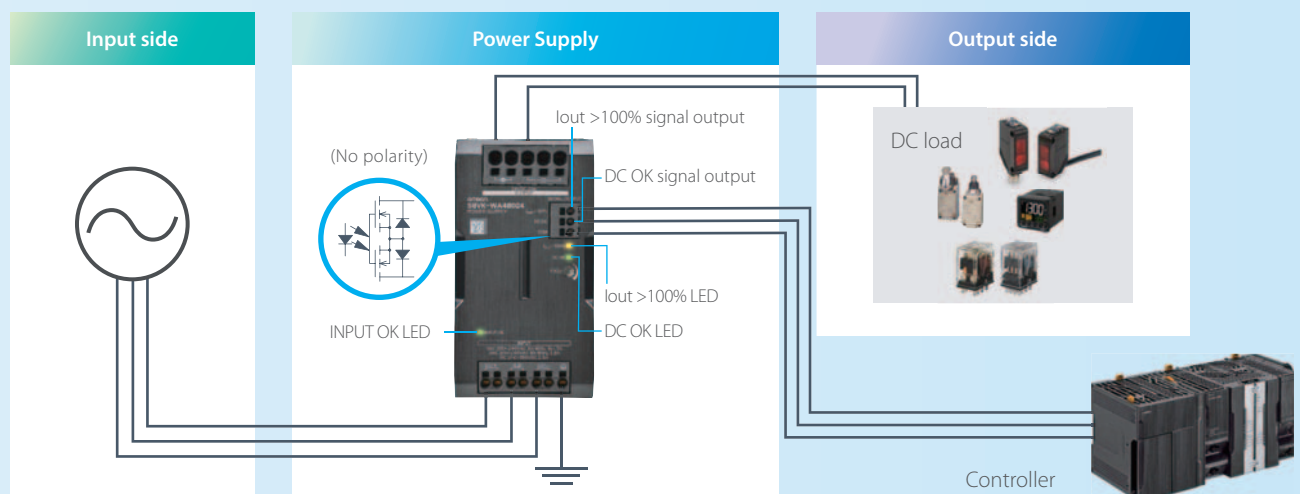 Input side
Power Supply
Output side
Iout >100% signal output
DC load
(No polarity)
DC OK signal output
Iout >100% LED
INPUT OK LED
DC OK LED
Controller